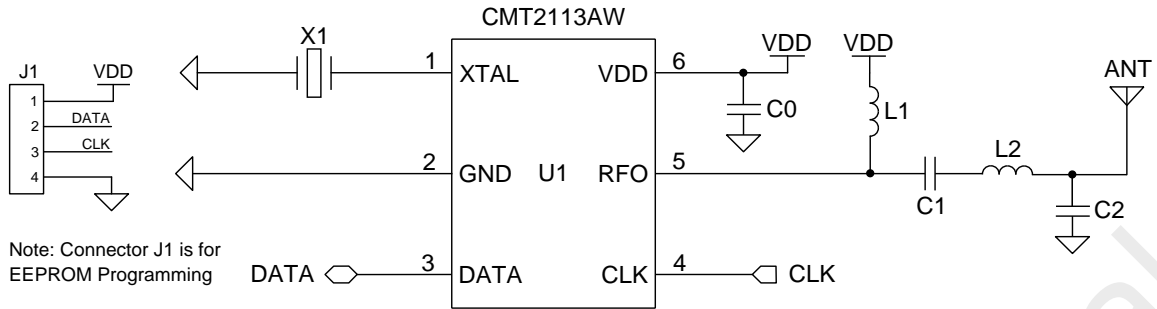 CMT2113AW
X1
VDD
VDD
J1
VDD
1
XTAL
VDD
6
ANT
1
2
DATA
C0
L1
3
CLK
4
2
GND
U1
RFO
5
L2
C1
C2
Note: Connector J1 is for
EEPROM Programming
DATA
3
DATA
CLK
4
CLK